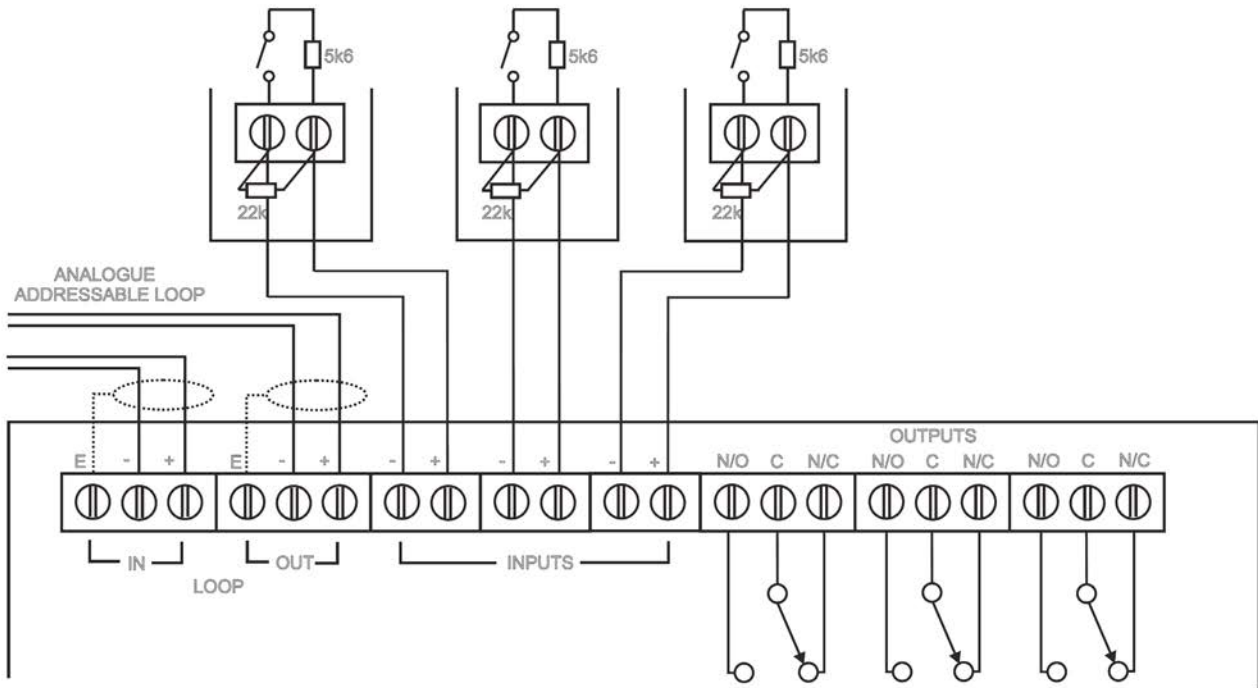 5k6 5k6 5k6
22k 22k 22k
ANALOGUE
ADDRESSABLE LOOP
OUTPUTS
E - + E - + - + - + - + N/O C N/C N/O C N/C N/O C N/C
IN OUT INPUTS
LOOP